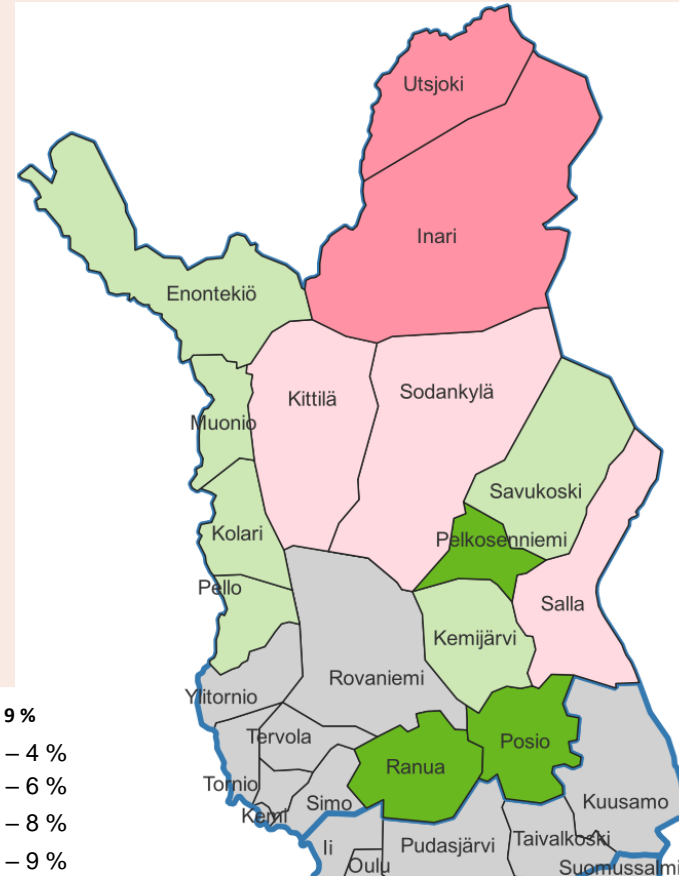 Utsjoki
Inari
Enontekiö
Kittilä
Sodankylä
Muonio
Savukoski
Kolari
Pelkosenniemi
Pello
Salla
Kemijärvi
Rovaniemi
Ylitornio
9 %
Tervola
Posio
– 4 %
Ranua
Tornio
– 6 %
Simo
Kuusamo
Kemi
– 8 %
Ii
Pudasjärvi
Taivalkoski
– 9 %
Oulu
Suomussalmi